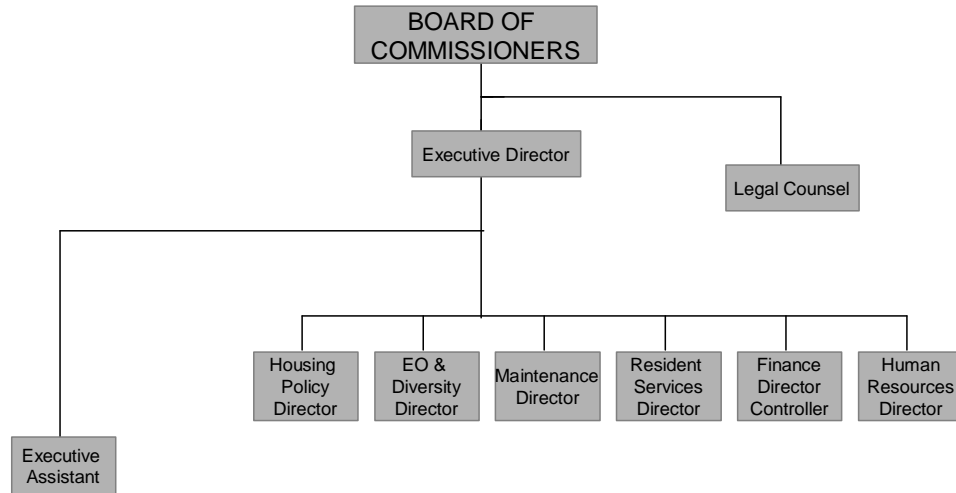 BOARD OF
COMMISSIONERS
Executive Director
Legal Counsel
Housing
Policy
Director
EO &
Diversity
Director
Maintenance
Director
Resident
Services
Director
Finance
Director
Controller
Human
Resources
Director
Executive
Assistant